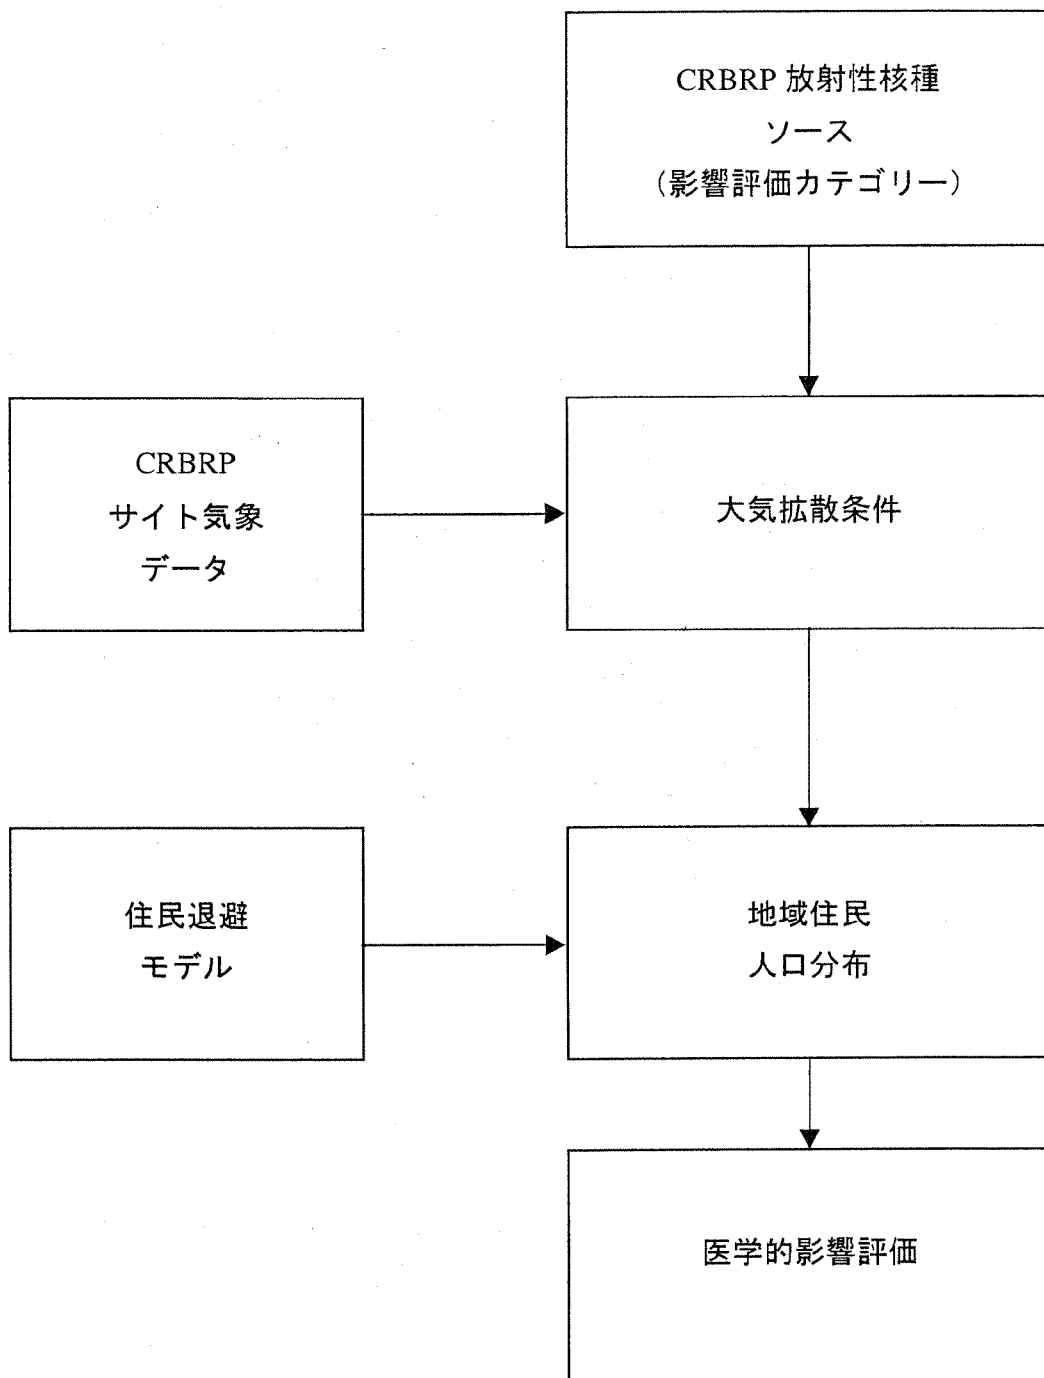 CRBRP 放射性核種
ソース
（影響評価カテゴリー）
CRBRP
サイト気象
データ
大気拡散条件
住民退避
モデル
地域住民
人口分布
医学的影響評価